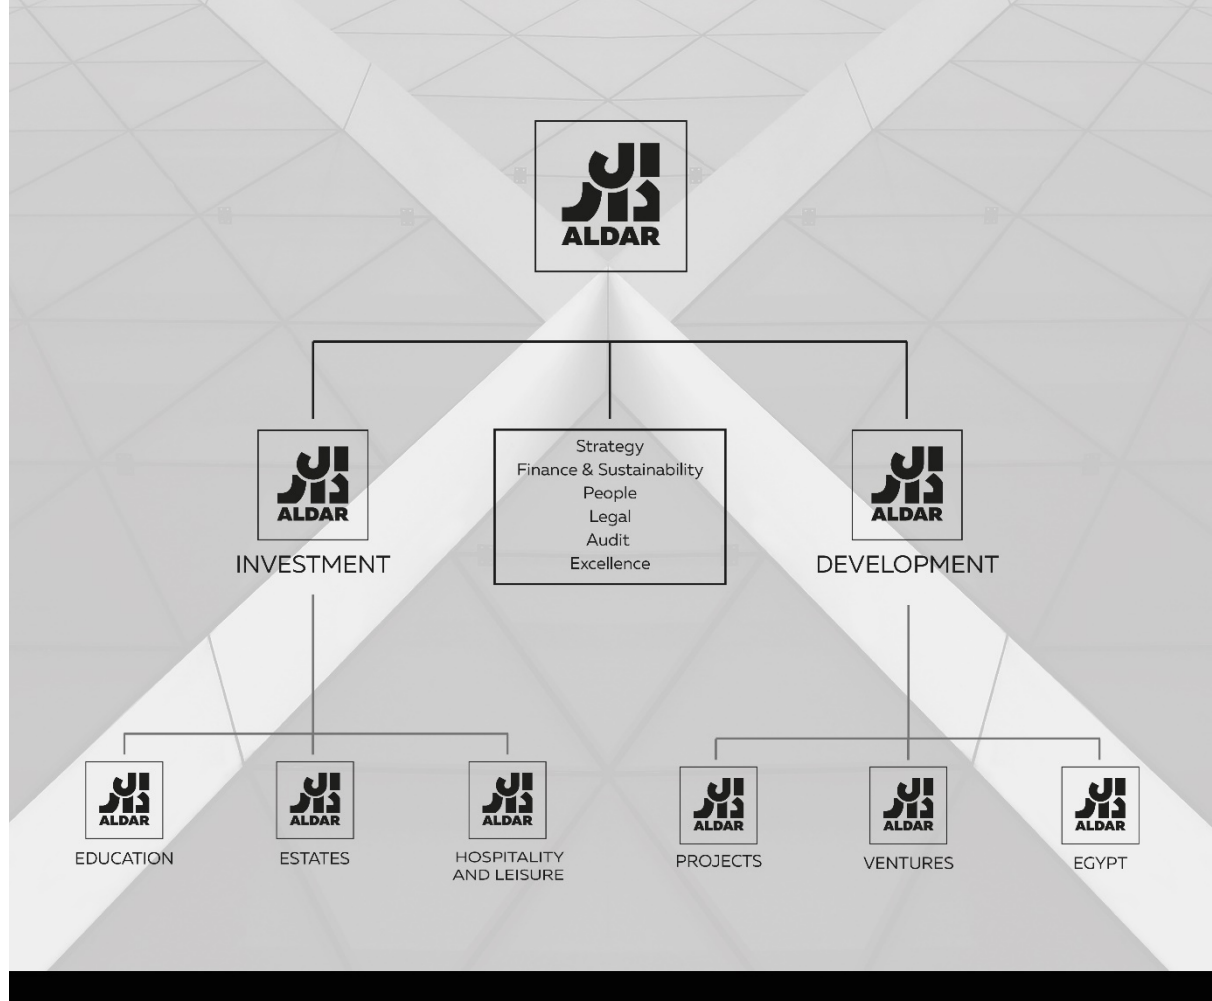 الدار
ALDAR
الدار
ALDAR
INVESTMENT
Strategy
Finance & Sustainability
People
Legal
Audit
Excellence
الدار
ALDAR
DEVELOPMENT
الدار
ALDAR
EDUCATION
الدار
ALDAR
ESTATES
الدار
ALDAR
HOSPITALITY
AND LEISURE
الدار
ALDAR
PROJECTS
الدار
ALDAR
VENTURES
الدار
ALDAR
EGYPT